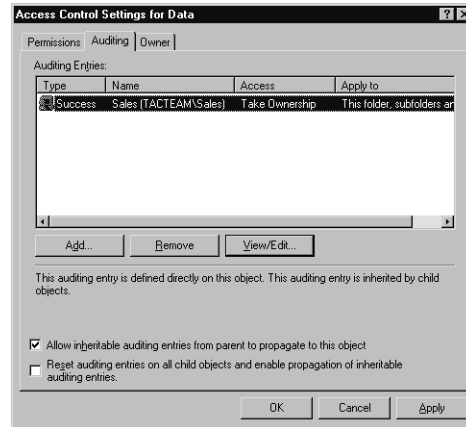 Access Control Settings for Data
Permissions Auditing Owner
Auditing Entries:
Type Name Access Apply to
Success Sales (TACTEAM\Sales) Take Ownership This folder, subfolders an
Add... Remove View/Edit...
This auditing entry is defined directly on this object. This auditing entry is inherited by child
objects.
Allow inheritable auditing entries from parent to propagate to this object
Reset auditing entries on all child objects and enable propagation of inheritable
auditing entries.
OK Cancel Apply